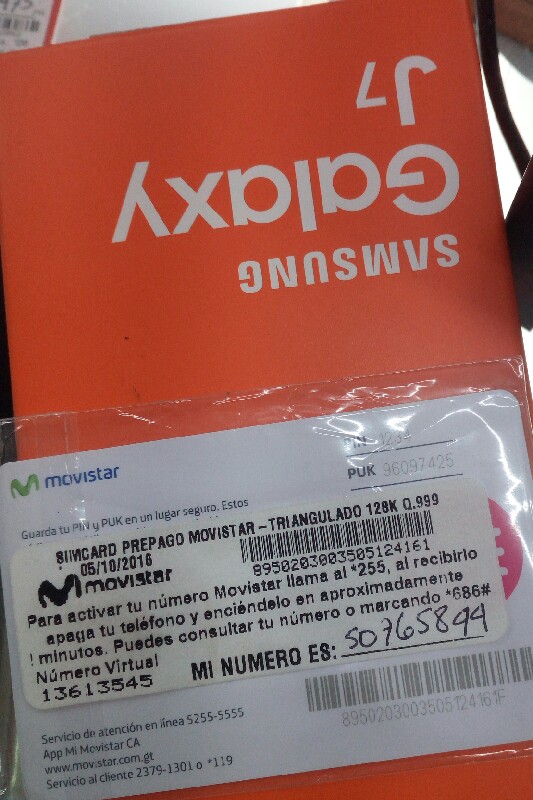 SAMSUNG
Galaxy
J7
PIN 1234
PUK 96097425
movistar
Guarda tu PIN y PUK en un lugar seguro. Estos
SIMCARD PREPAGO MOVISTAR -TRIANGULADO 128K Q.999
05/10/2016
8950203003505124161
movistar
Para activar tu número Movistar llama al *255, al recibirlo
apaga tu teléfono y enciéndelo en aproximadamente
! minutos. Puedes consultar tu número o marcando *686#
Número Virtual
13613545
MI NUMERO ES: 50765844
8950203003505124161F
Servicio de atención en línea 5255-5555
App Mi Movistar CA
www.movistar.com.gt
Servicio al cliente 2379-1301 o *119